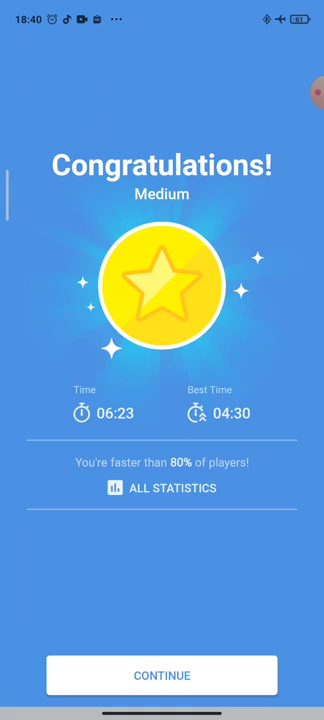 18:40 61
Congratulations!
Medium
Time Best Time
06:23 04:30
You're faster than 80% of players!
ALL STATISTICS
CONTINUE